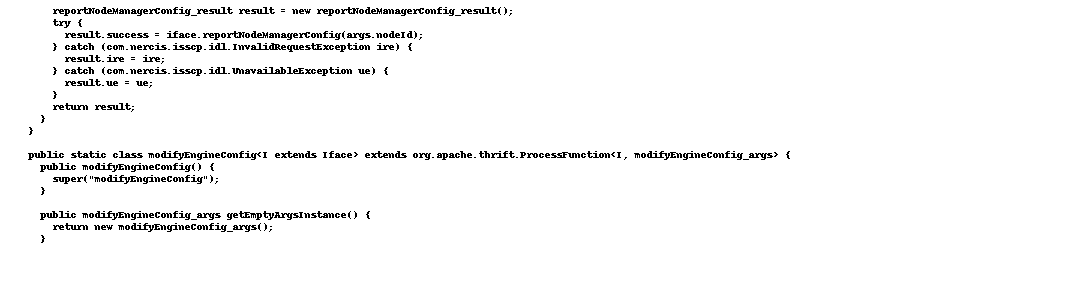 reportNodeManagerConfig_result result = new reportNodeManagerConfig_result();
try {
result.success = iface.reportNodeManagerConfig(args.nodeId);
} catch (com.nercis.isscp.idl.InvalidRequestException ire) {
result.ire = ire;
} catch (com.nercis.isscp.idl.UnavailableException ue) {
result.ue = ue;
}
return result;
}
}
public static class modifyEngineConfig<I extends Iface> extends org.apache.thrift.ProcessFunction<I, modifyEngineConfig_args> {
public modifyEngineConfig() {
super("modifyEngineConfig");
}
public modifyEngineConfig_args getEmptyArgsInstance() {
return new modifyEngineConfig_args();
}